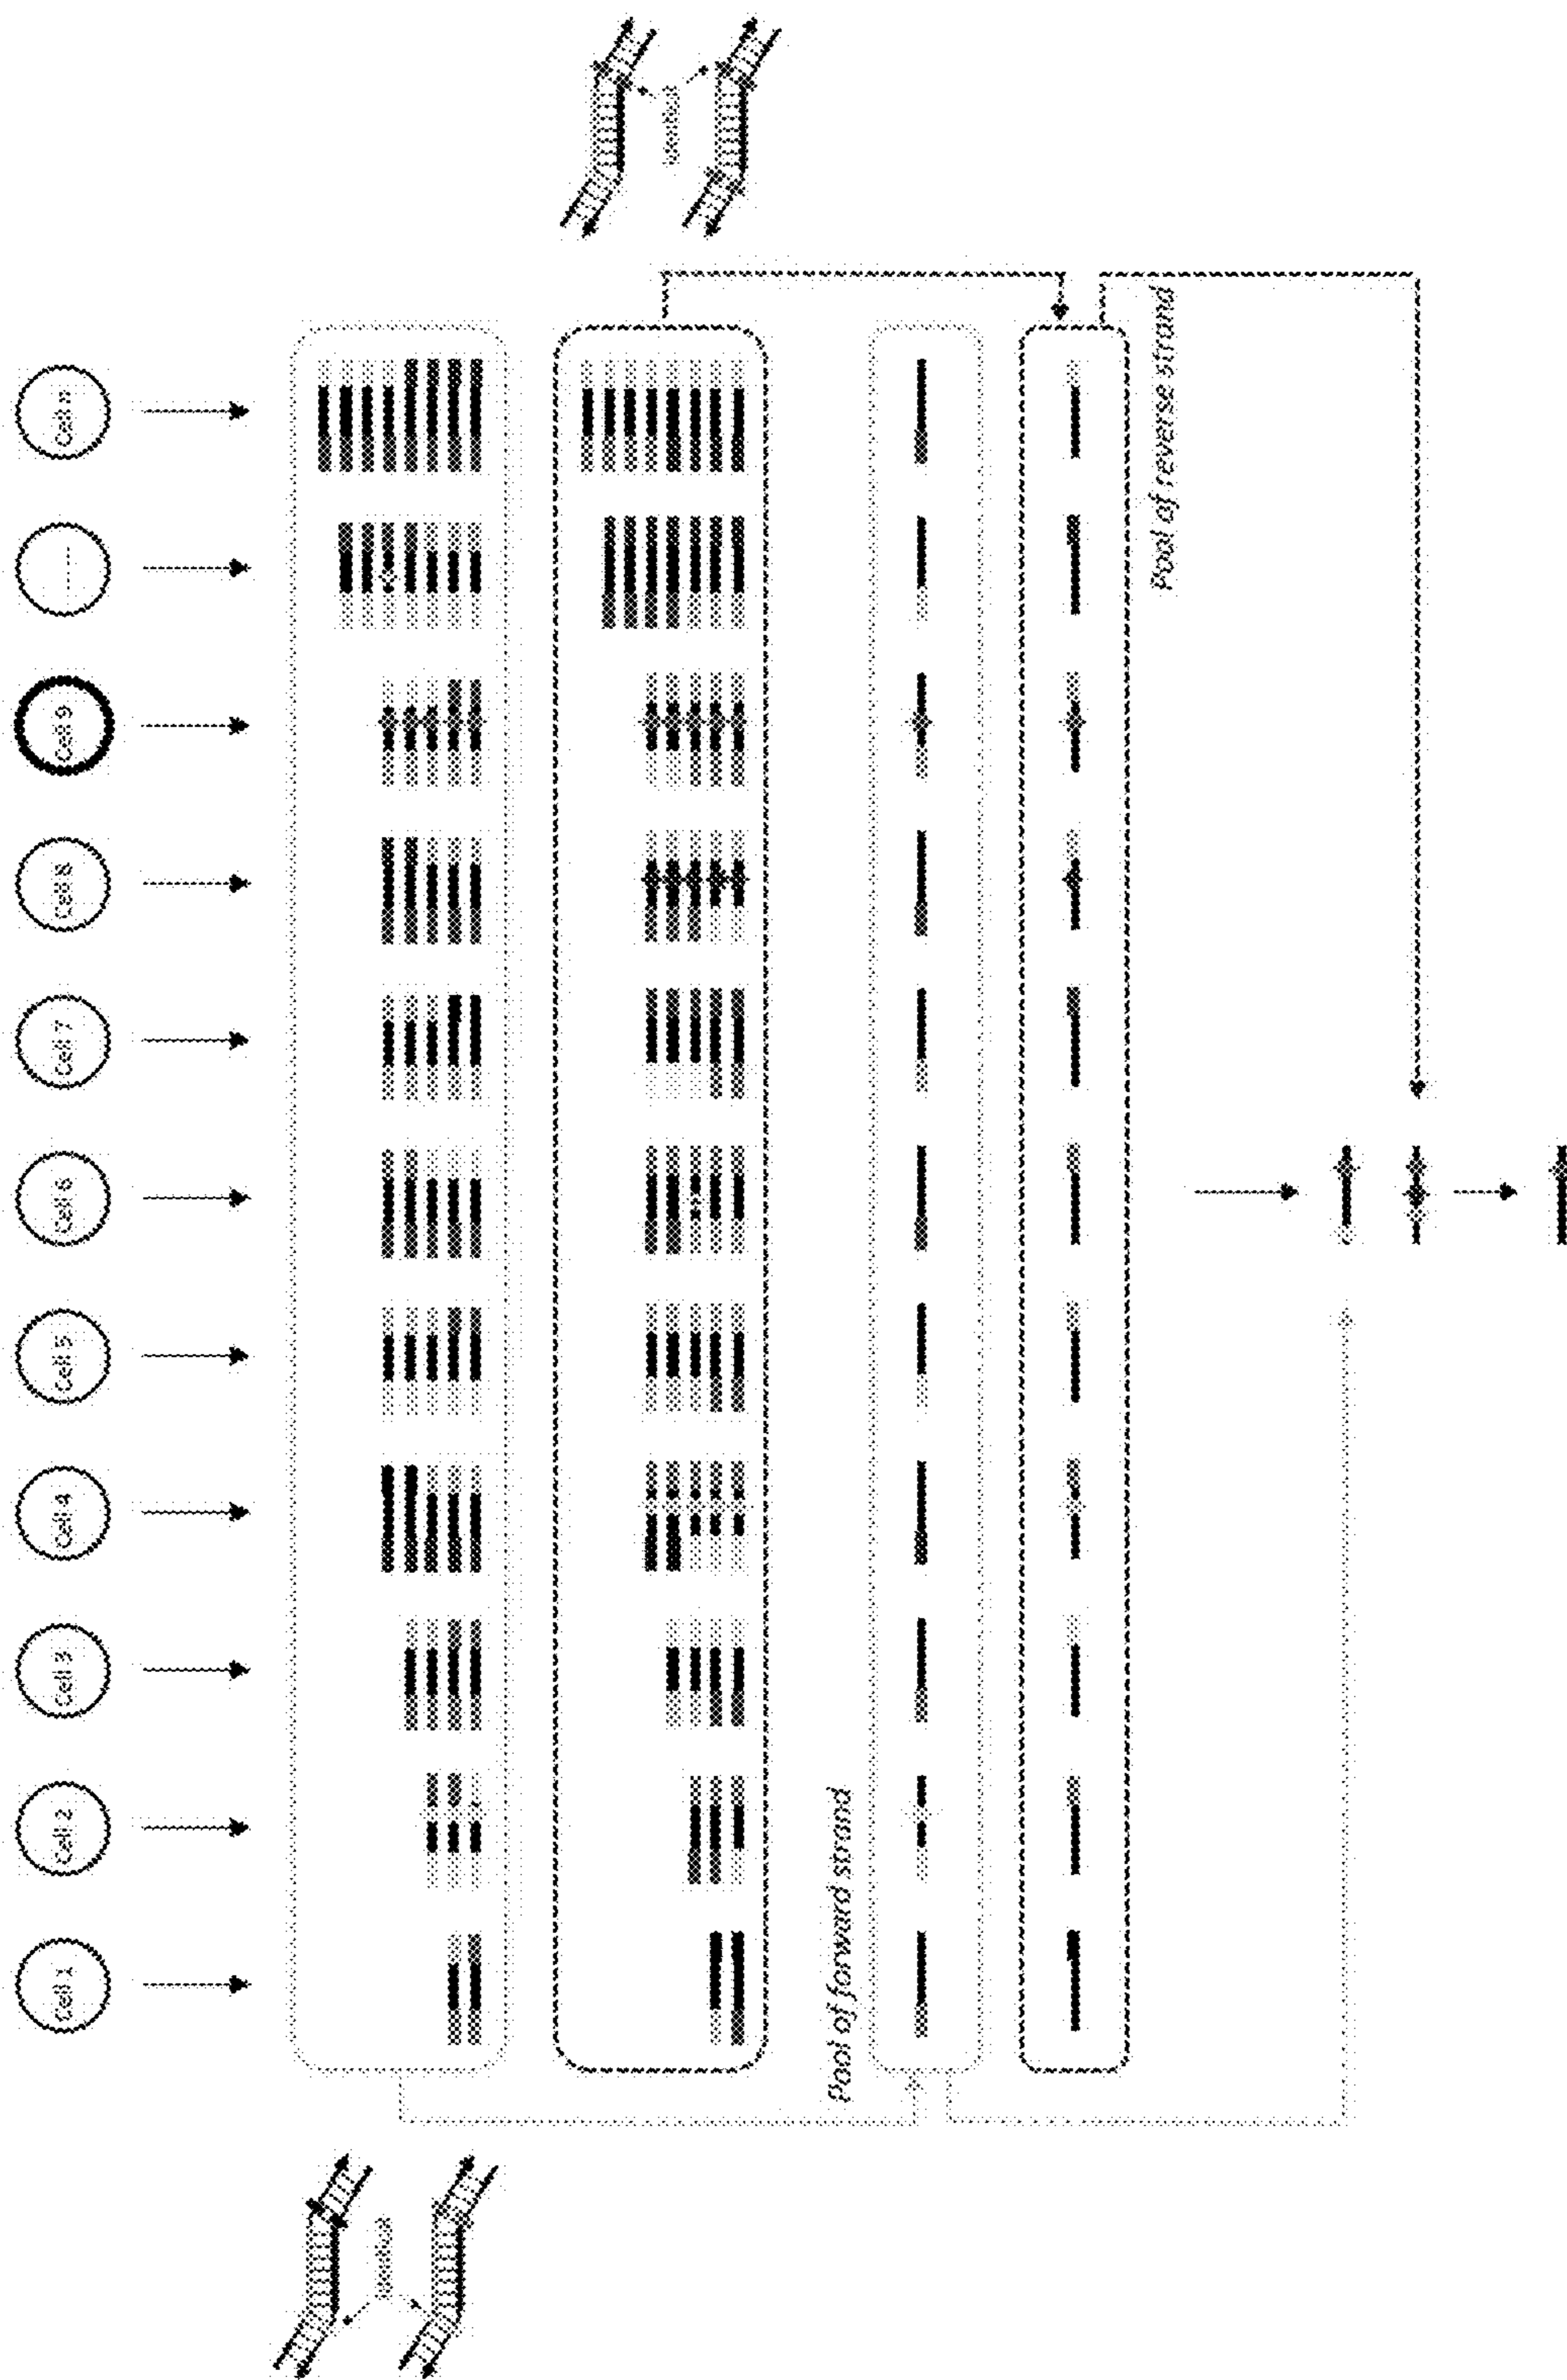 Cell 1
Cell 2
Cell 3
Cell 4
Cell 5
Cell 6
Cell 7
Cell 8
Cell 9
......
Cell n
Pool of forward strand
Pool of reverse strand